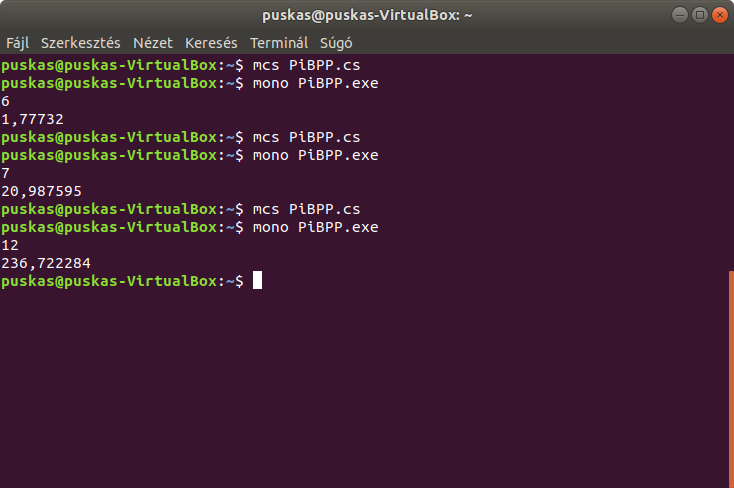 puskas@puskas-VirtualBox: ~
Fájl Szerkesztés Nézet Keresés Terminál Súgó
puskas@puskas-VirtualBox:~$ mcs PiBPP.cs
puskas@puskas-VirtualBox:~$ mono PiBPP.exe
6
1,77732
puskas@puskas-VirtualBox:~$ mcs PiBPP.cs
puskas@puskas-VirtualBox:~$ mono PiBPP.exe
7
20,987595
puskas@puskas-VirtualBox:~$ mcs PiBPP.cs
puskas@puskas-VirtualBox:~$ mono PiBPP.exe
12
236,722284
puskas@puskas-VirtualBox:~$